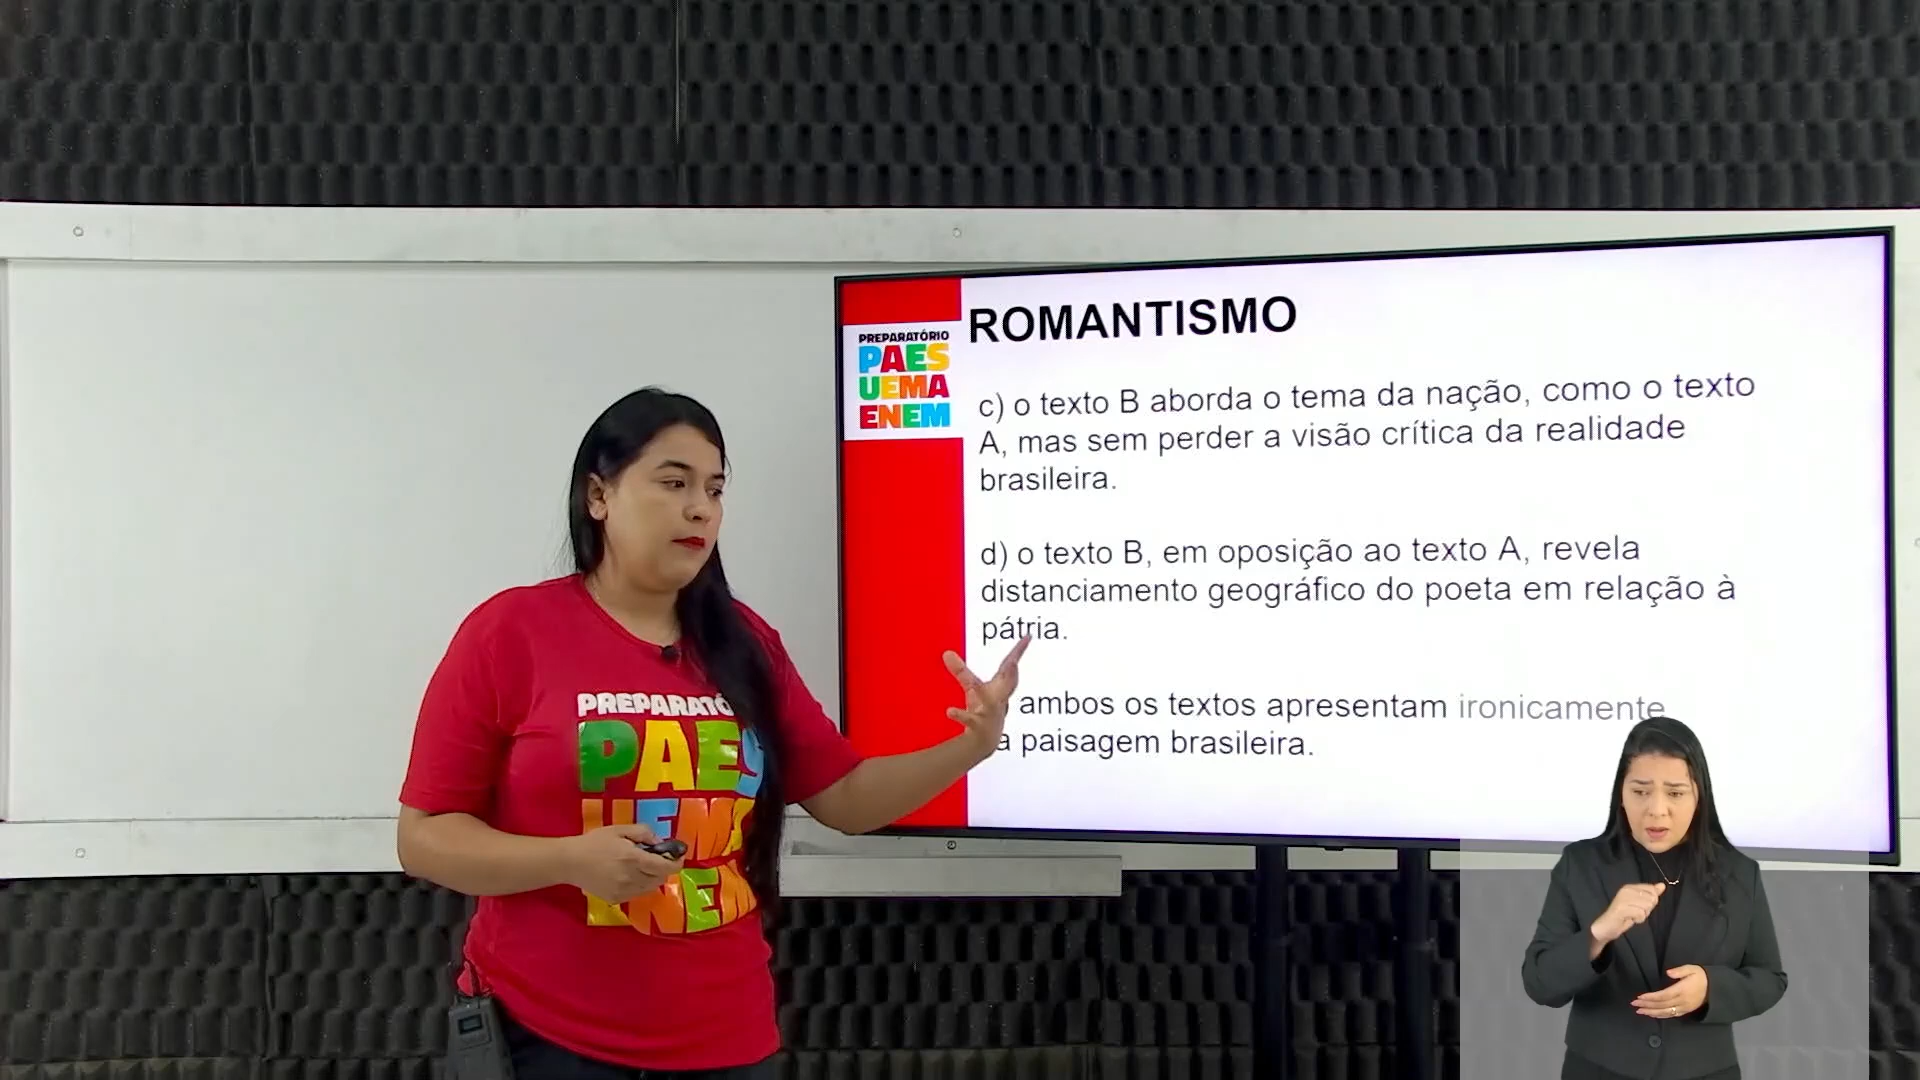 ROMANTISMO
PREPARATÓRIO
PAES
UEMA
ENEM
c) o texto B aborda o tema da nação, como o texto
A, mas sem perder a visão crítica da realidade
brasileira.
d) o texto B, em oposição ao texto A, revela
distanciamento geográfico do poeta em relação à
pátria.
) ambos os textos apresentam ironicamente
a paisagem brasileira.
PREPARATÓ
PAES
UEMA
ENEM